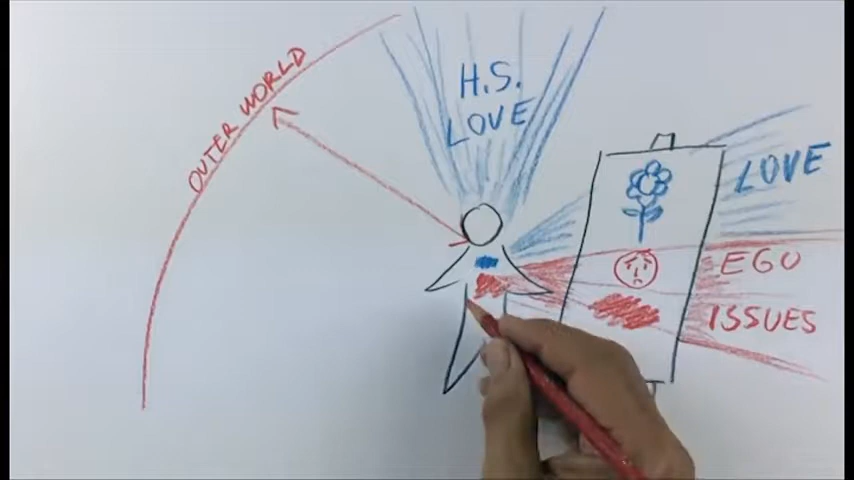 OUTER WORLD
H.S.
LOVE
LOVE
EGO
ISSUES